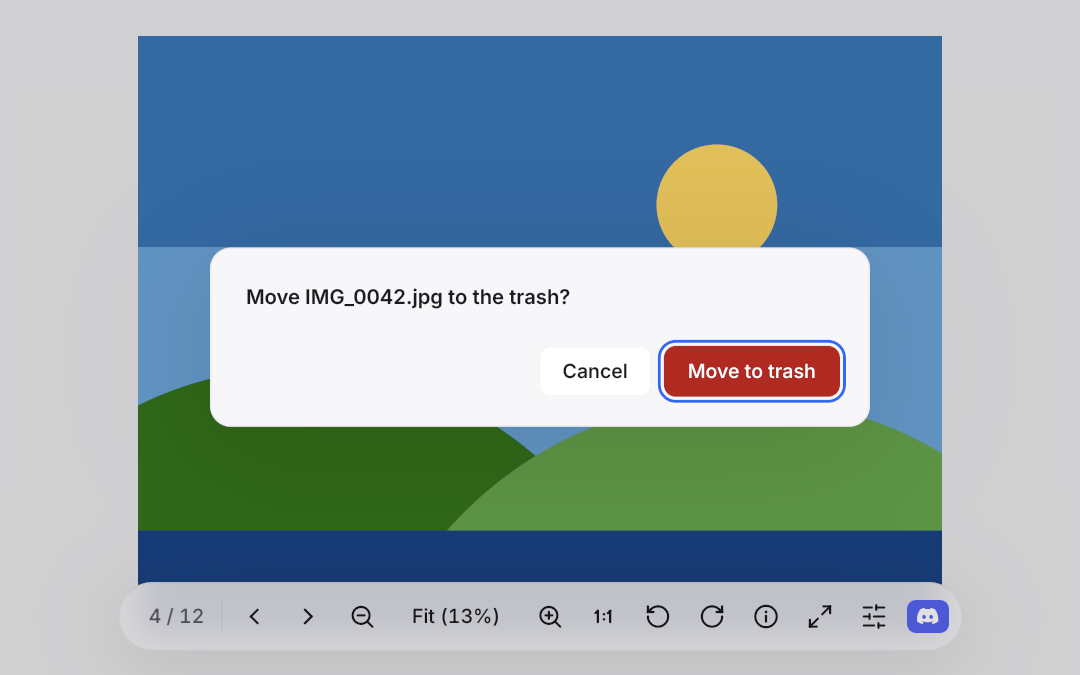 Move IMG_0042.jpg to the trash?
Cancel Move to trash
4 / 12 Fit (13%) 1:1